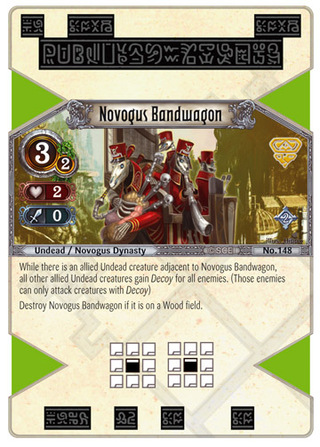 Novogus Bandwagon
3
2
2
0
Undead / Novogus Dynasty CSCE No.148
While there is an allied Undead creature adjacent to Novogus Bandwagon,
all other allied Undead creatures gain Decoy for all enemies. (Those enemies
can only attack creatures with Decoy)
Destroy Novogus Bandwagon if it is on a Wood field.